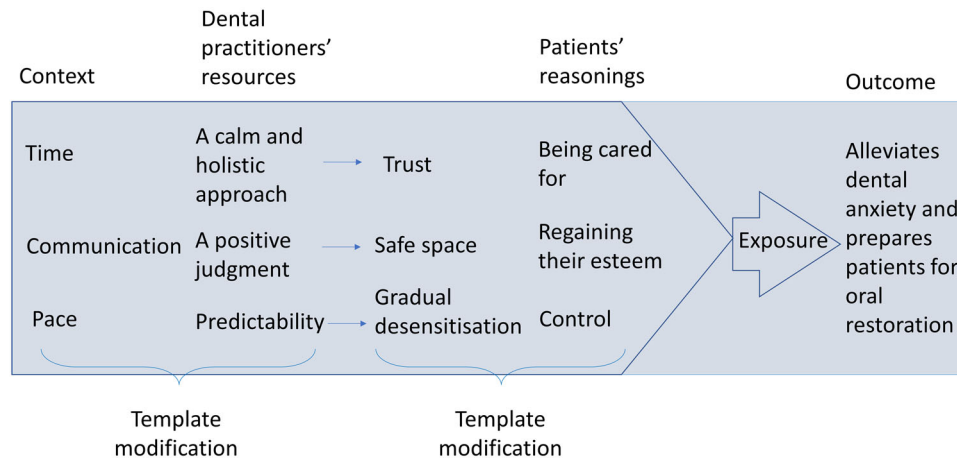 Context
Dental
practitioners’
resources
Patients’
reasonings
Outcome
Time
A calm and
holistic
approach
Trust
Being cared
for
Communication
A positive
judgment
Safe space
Regaining
their esteem
Pace
Predictability
Gradual
desensitisation
Control
Exposure
Alleviates
dental
anxiety and
prepares
patients for
oral
restoration
Template
modification
Template
modification